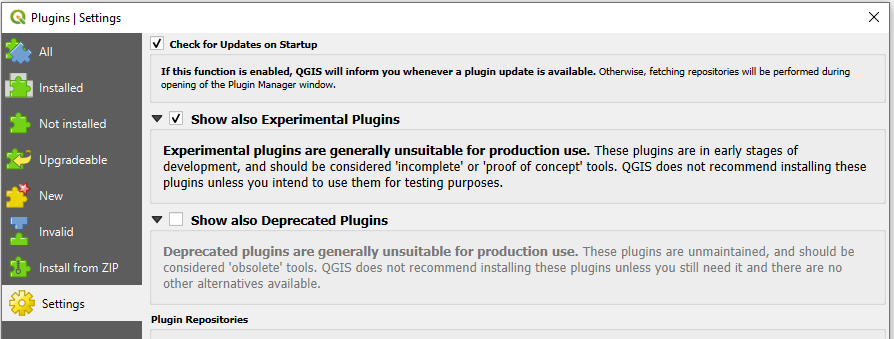 Plugins | Settings
All
Installed
Not installed
Upgradeable
New
Invalid
Install from ZIP
Settings
Check for Updates on Startup
If this function is enabled, QGIS will inform you whenever a plugin update is available. Otherwise, fetching repositories will be performed during
opening of the Plugin Manager window.
Show also Experimental Plugins
Experimental plugins are generally unsuitable for production use. These plugins are in early stages of
development, and should be considered 'incomplete' or 'proof of concept' tools. QGIS does not recommend installing these
plugins unless you intend to use them for testing purposes.
Show also Deprecated Plugins
Deprecated plugins are generally unsuitable for production use. These plugins are unmaintained, and should be
considered 'obsolete' tools. QGIS does not recommend installing these plugins unless you still need it and there are no
other alternatives available.
Plugin Repositories